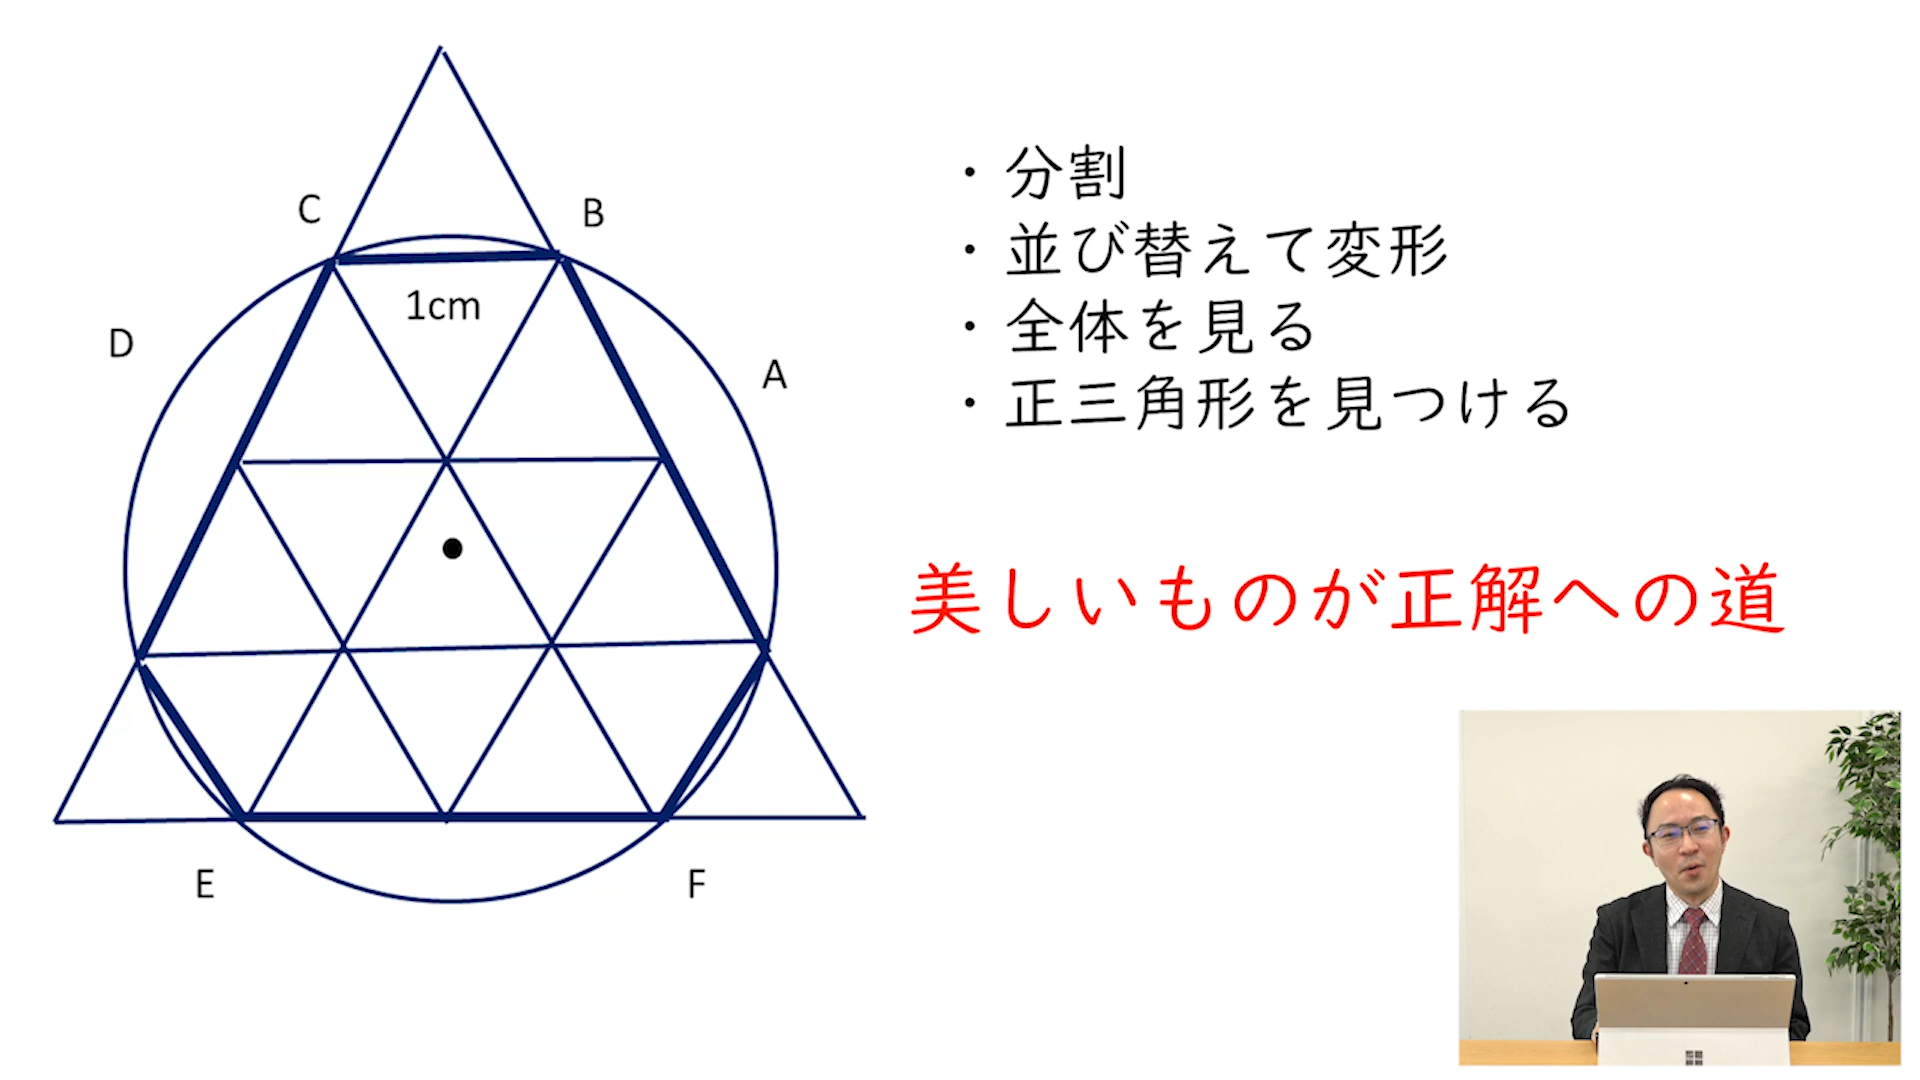 C
B
1cm
D
A
E
F
・分割
・並び替えて変形
・全体を見る
・正三角形を見つける
美しいものが正解への道